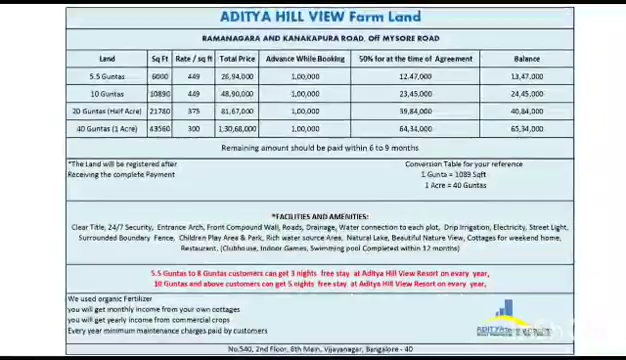 ADITYA HILL VIEW Farm Land
RAMANAGARA AND KANAKAPURA ROAD, Off MYSORE ROAD
Land Sq Ft Rate / sq ft Total Price Advance While Booking 50% for at the time of Agreement Balance
5.5 Guntas 6000 449 26,94,000 1,00,000 12,47,000 13,47,000
10 Guntas 10890 449 48,90,000 1,00,000 23,45,000 24,45,000
20 Guntas (Half Acre) 21780 375 81,67,000 1,00,000 39,84,000 40,84,000
40 Guntas (1 Acre) 43560 300 1,30,68,000 1,00,000 64,34,000 65,34,000
Remaining amount should be paid within 6 to 9 months
*The Land will be registered after
Receiving the complete Payment
Conversion Table for your reference
1 Gunta = 1089 Sqft
1 Acre = 40 Guntas
*FACILITIES AND AMENITIES:
Clear Title, 24/7 Security, Entrance Arch, Front Compound Wall, Roads, Drainage, Water connection to each plot, Drip Irrigation, Electricity, Street Light,
Surrounded Boundary Fence, Children Play Area & Park, Rich water source Area, Natural Lake, Beautiful Nature View, Cottages for weekend home,
Restaurant, (Clubhouse, Indoor Games, Swimming pool Completed within 12 months)
5.5 Guntas to 8 Guntas customers can get 3 nights free stay at Aditya Hill View Resort on every year,
10 Guntas and above customers can get 5 nights free stay at Aditya Hill View Resort on every year,
We used organic Fertilizer
you will get monthly income from your own cottages
you will get yearly income from commercial crops
Every year minimum maintenance charges paid by customers
ADITYA
No.540, 2nd Floor, 8th Main, Vijayanagar, Bangalore - 40